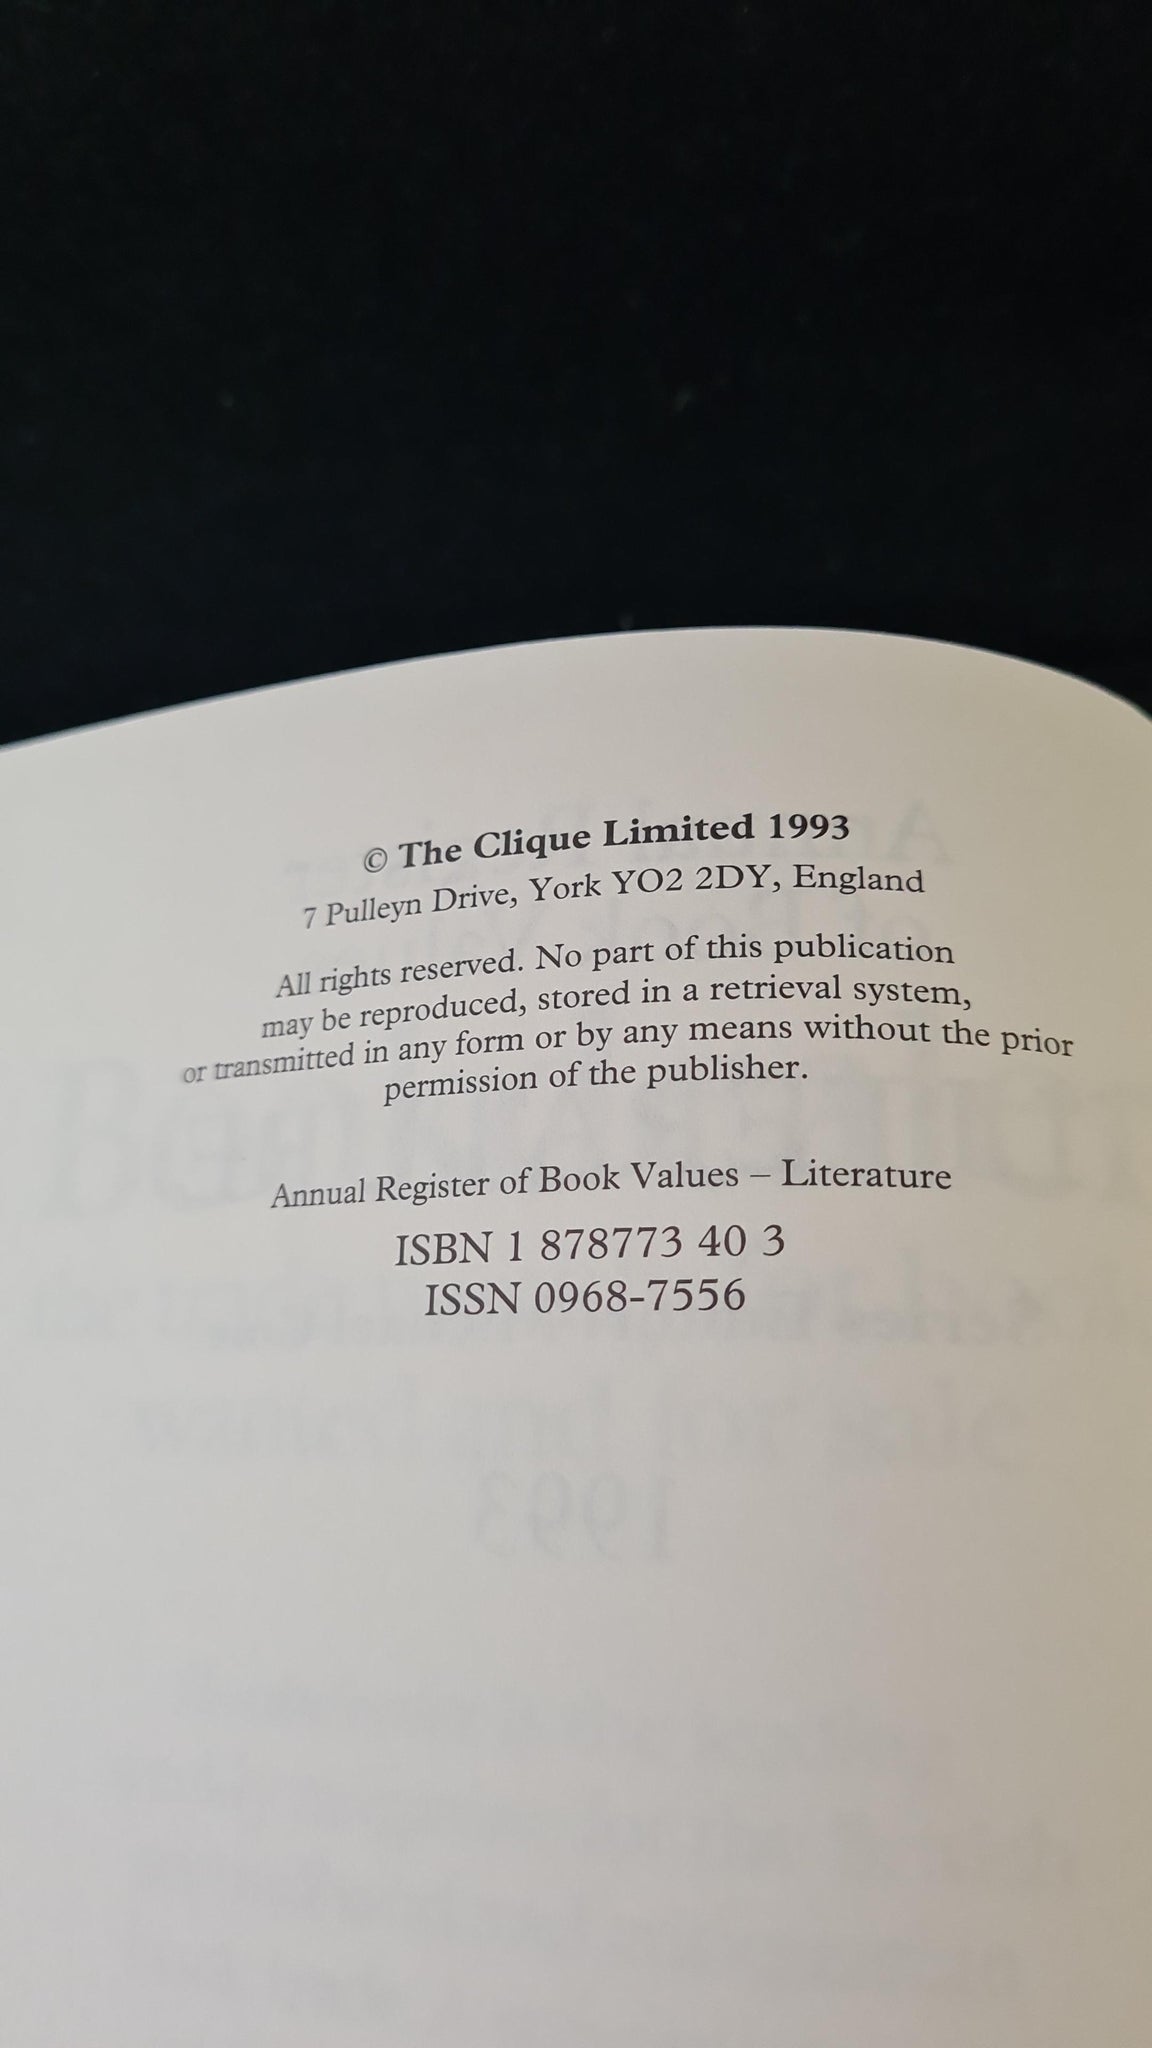 © The Clique Limited 1993
7 Pulleyn Drive, York YO2 2DY, England
All rights reserved. No part of this publication
may be reproduced, stored in a retrieval system,
or transmitted in any form or by any means without the prior
permission of the publisher.
Annual Register of Book Values – Literature
ISBN 1 878773 40 3
ISSN 0968-7556
1993